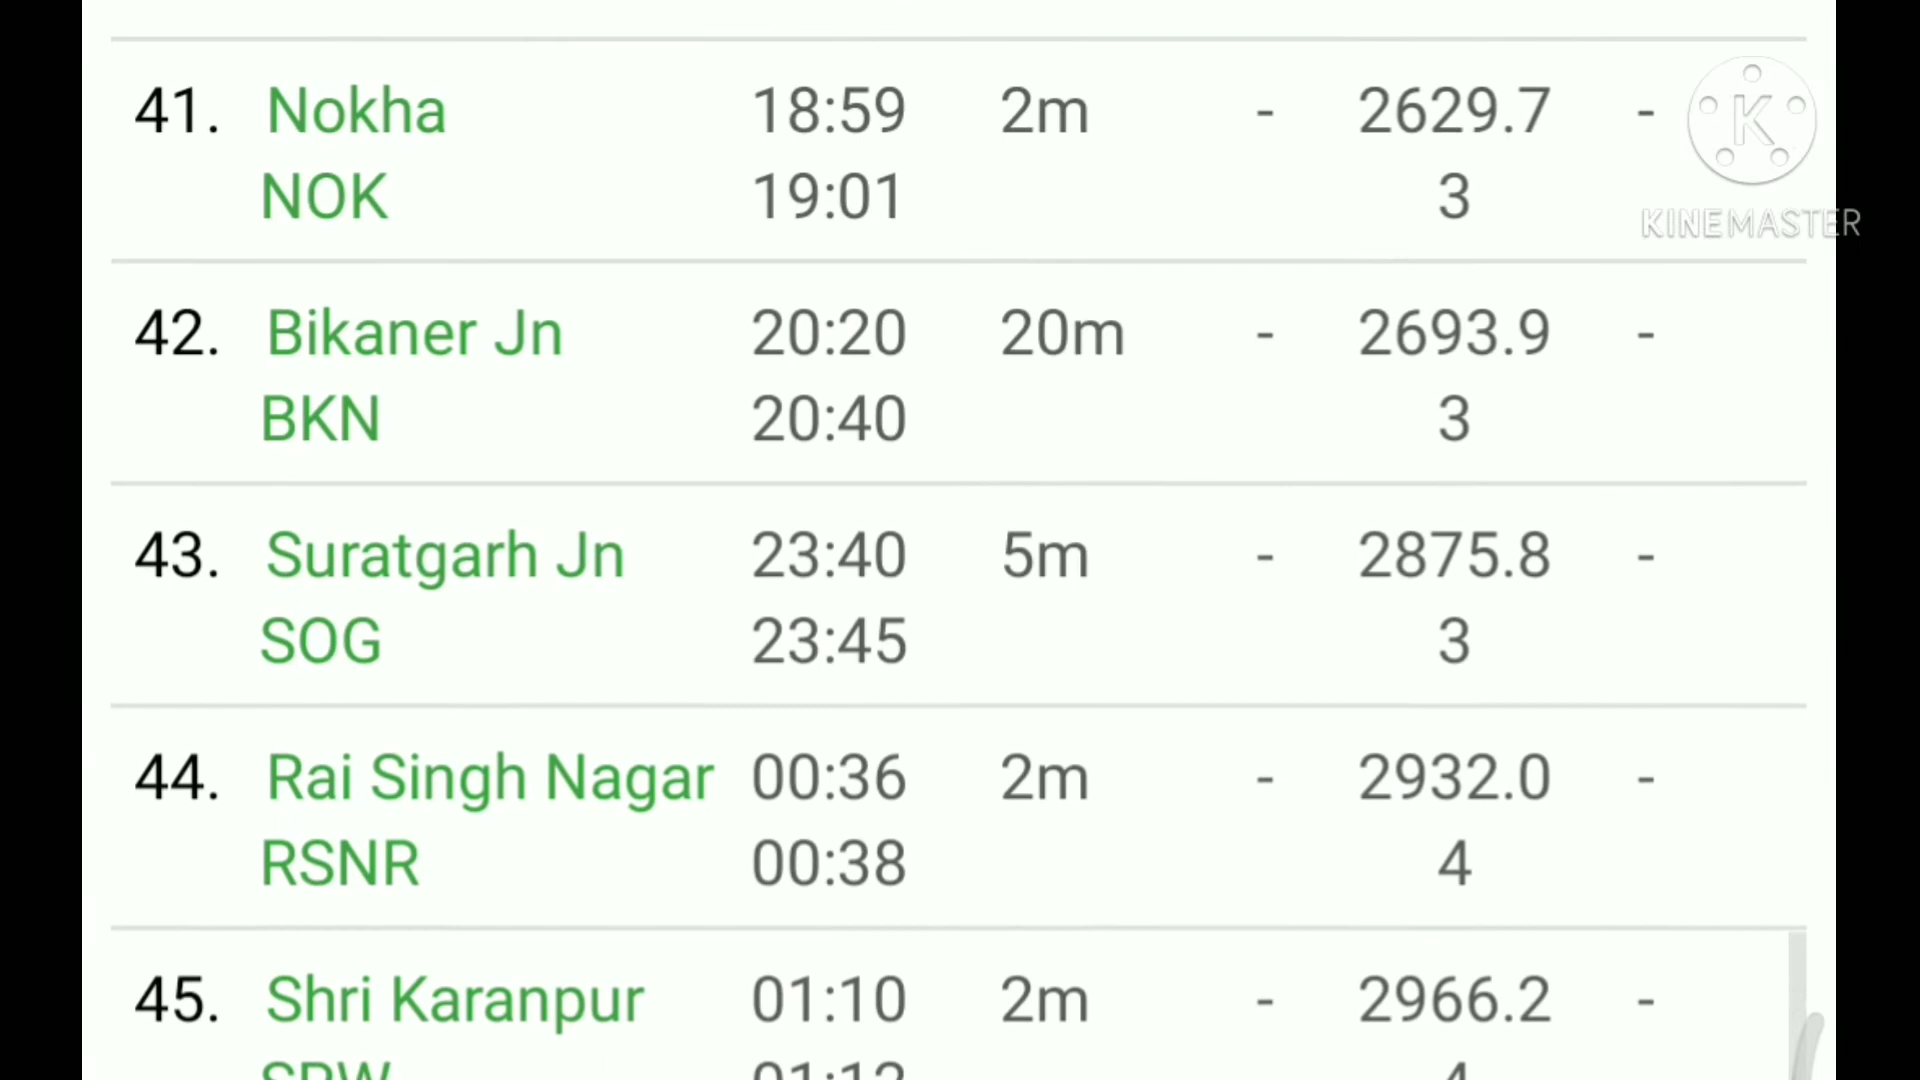 41. Nokha 18:59 2m - 2629.7 -
NOK 19:01 3
K
KINEMASTER
42. Bikaner Jn 20:20 20m - 2693.9 -
BKN 20:40 3
43. Suratgarh Jn 23:40 5m - 2875.8 -
SOG 23:45 3
44. Rai Singh Nagar 00:36 2m - 2932.0 -
RSNR 00:38 4
45. Shri Karanpur 01:10 2m - 2966.2 -